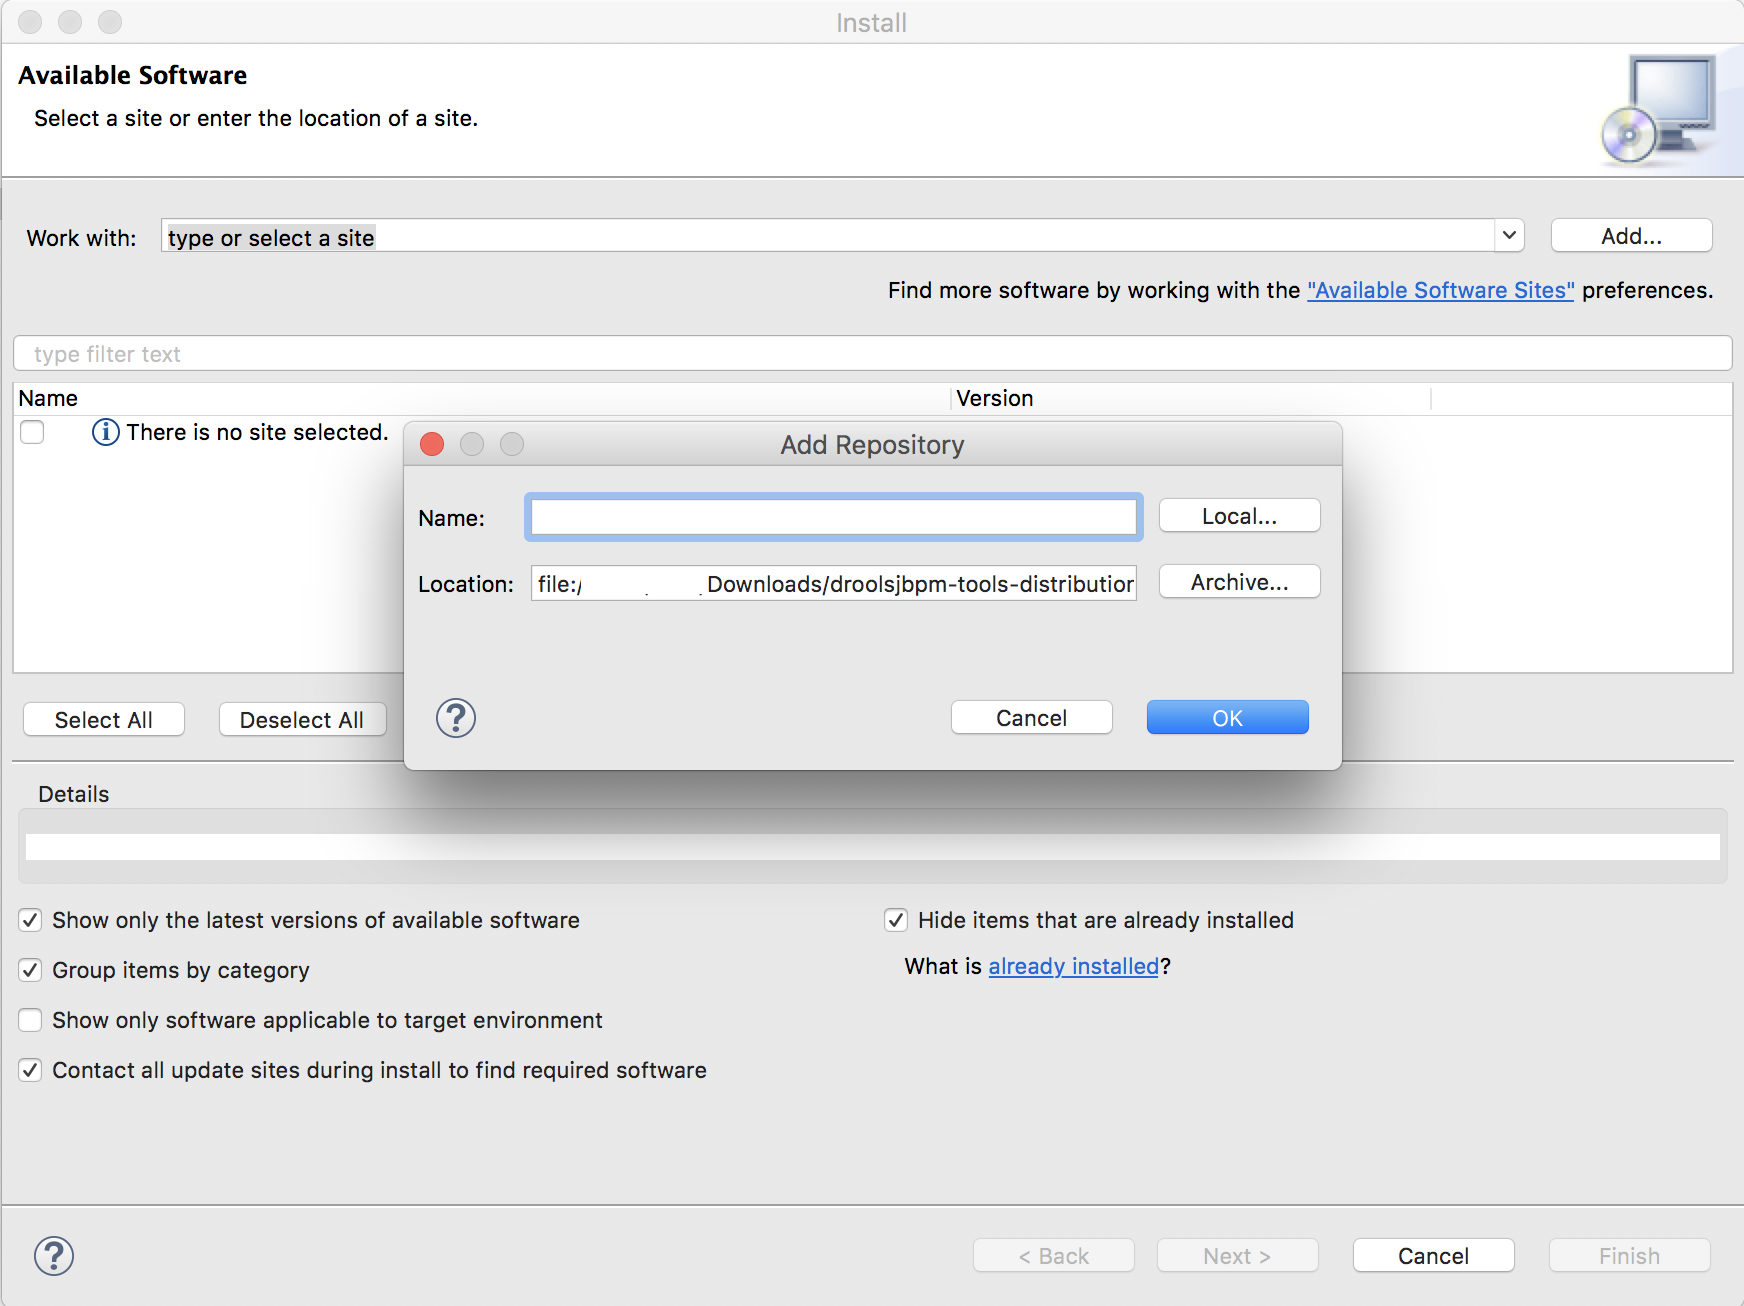 Install
Available Software
Select a site or enter the location of a site.
Work with: type or select a site Add...
Find more software by working with the "Available Software Sites" preferences.
type filter text
Name Version
There is no site selected.
Add Repository
Name: Local...
Location: file:/ Downloads/droolsjbpm-tools-distribution Archive...
Cancel OK
Select All Deselect All
Details
Show only the latest versions of available software
Hide items that are already installed
Group items by category
What is already installed?
Show only software applicable to target environment
Contact all update sites during install to find required software
< Back Next > Cancel Finish